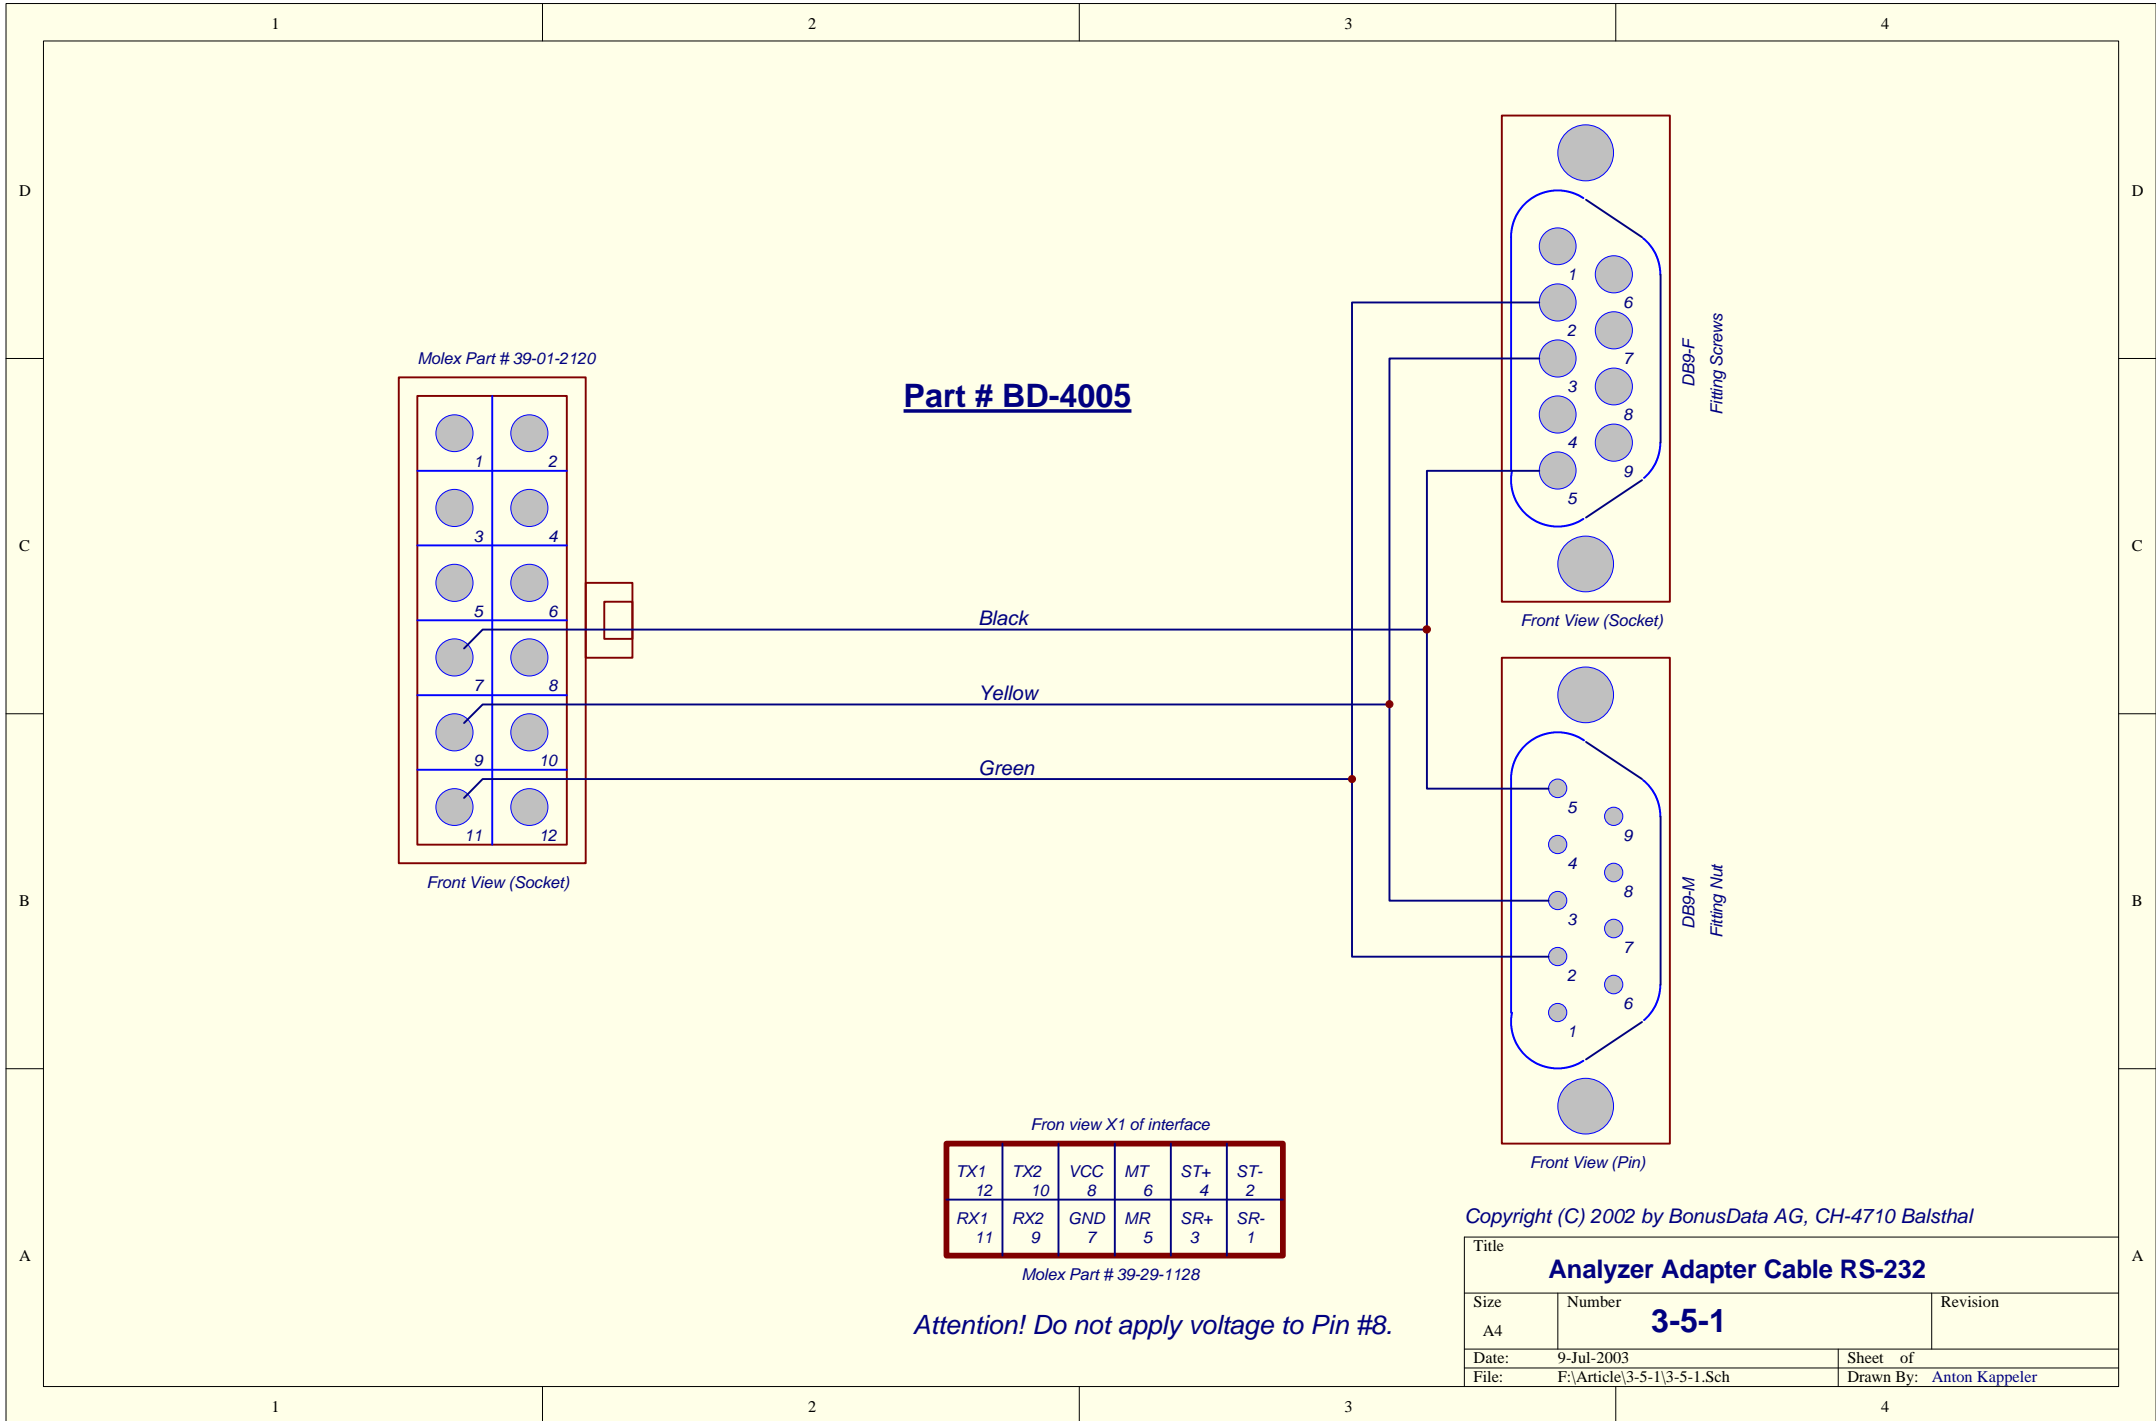 1 2 3 4
D D
C C
B B
A A
Molex Part # 39-01-2120
1 2
3 4
5 6
7 8
9 10
11 12
Front View (Socket)
Part # BD-4005
Black
Yellow
Green
1
6
2
7
3
8
4
9
5
DB9-F
Fitting Screws
Front View (Socket)
5
9
4
8
3
7
2
6
1
DB9-M
Fitting Nut
Front View (Pin)
Fron view X1 of interface
TX1 TX2 VCC MT ST+ ST-
12 10 8 6 4 2
RX1 RX2 GND MR SR+ SR-
11 9 7 5 3 1
Molex Part # 39-29-1128
Attention! Do not apply voltage to Pin #8.
Copyright (C) 2002 by BonusData AG, CH-4710 Balsthal
Title
Analyzer Adapter Cable RS-232
Size Number Revision
A4 3-5-1
Date: 9-Jul-2003 Sheet of
File: F:\Article\3-5-1\3-5-1.Sch Drawn By: Anton Kappeler
1 2 3 4